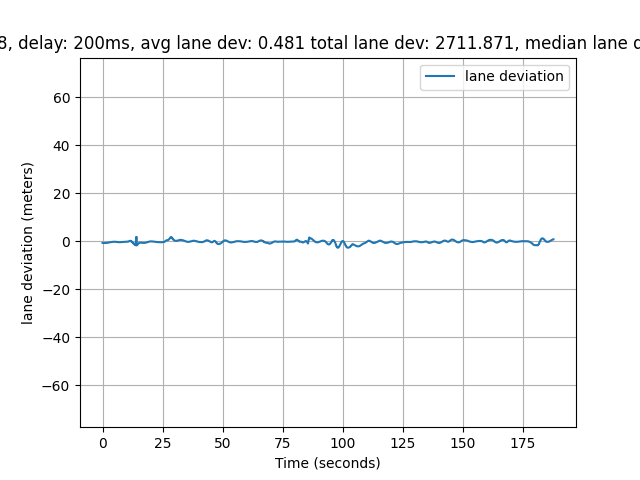 8, delay: 200ms, avg lane dev: 0.481 total lane dev: 2711.871, median lane
lane deviation
60
40
20
0
−20
−40
−60
lane deviation (meters)
0 25 50 75 100 125 150 175
Time (seconds)